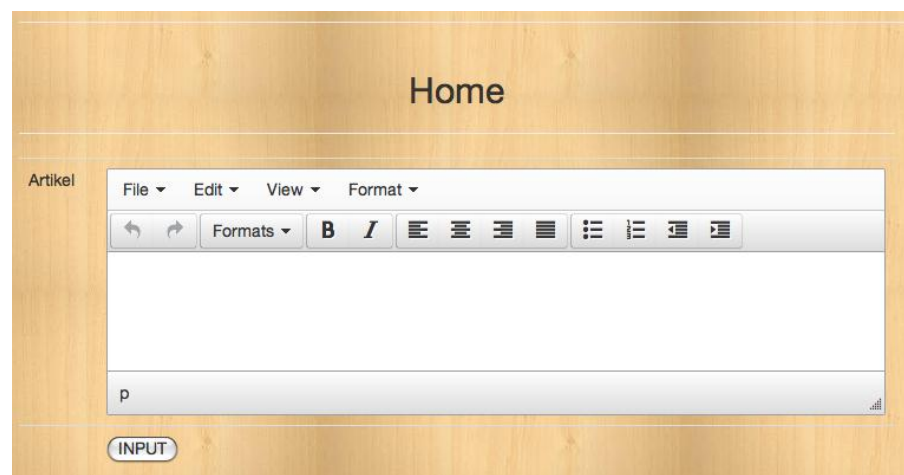 Home
Artikel
File Edit View Format
Formats B I
p
INPUT